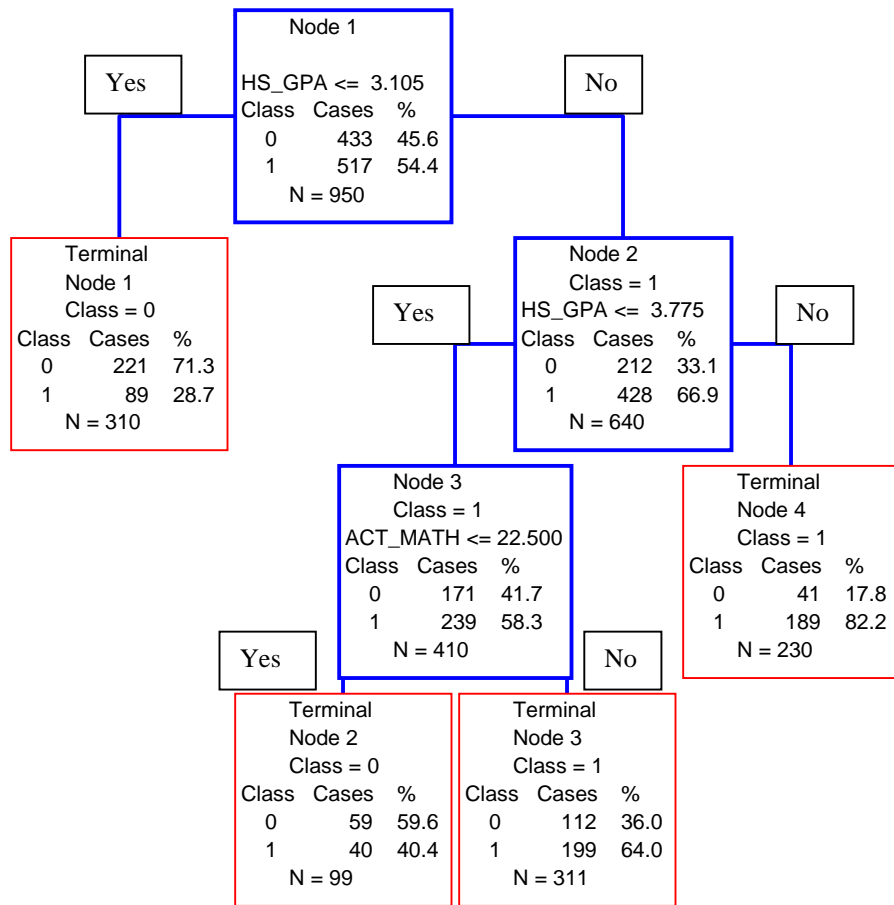 Node 1
Yes
No
HS_GPA <= 3.105
Class Cases %
0 433 45.6
1 517 54.4
N = 950
Terminal
Node 1
Class = 0
Class Cases %
0 221 71.3
1 89 28.7
N = 310
Node 2
Class = 1
HS_GPA <= 3.775
Class Cases %
0 212 33.1
1 428 66.9
N = 640
Yes
No
Node 3
Class = 1
ACT_MATH <= 22.500
Class Cases %
0 171 41.7
1 239 58.3
N = 410
Terminal
Node 4
Class = 1
Class Cases %
0 41 17.8
1 189 82.2
N = 230
Yes
No
Terminal
Node 2
Class = 0
Class Cases %
0 59 59.6
1 40 40.4
N = 99
Terminal
Node 3
Class = 1
Class Cases %
0 112 36.0
1 199 64.0
N = 311